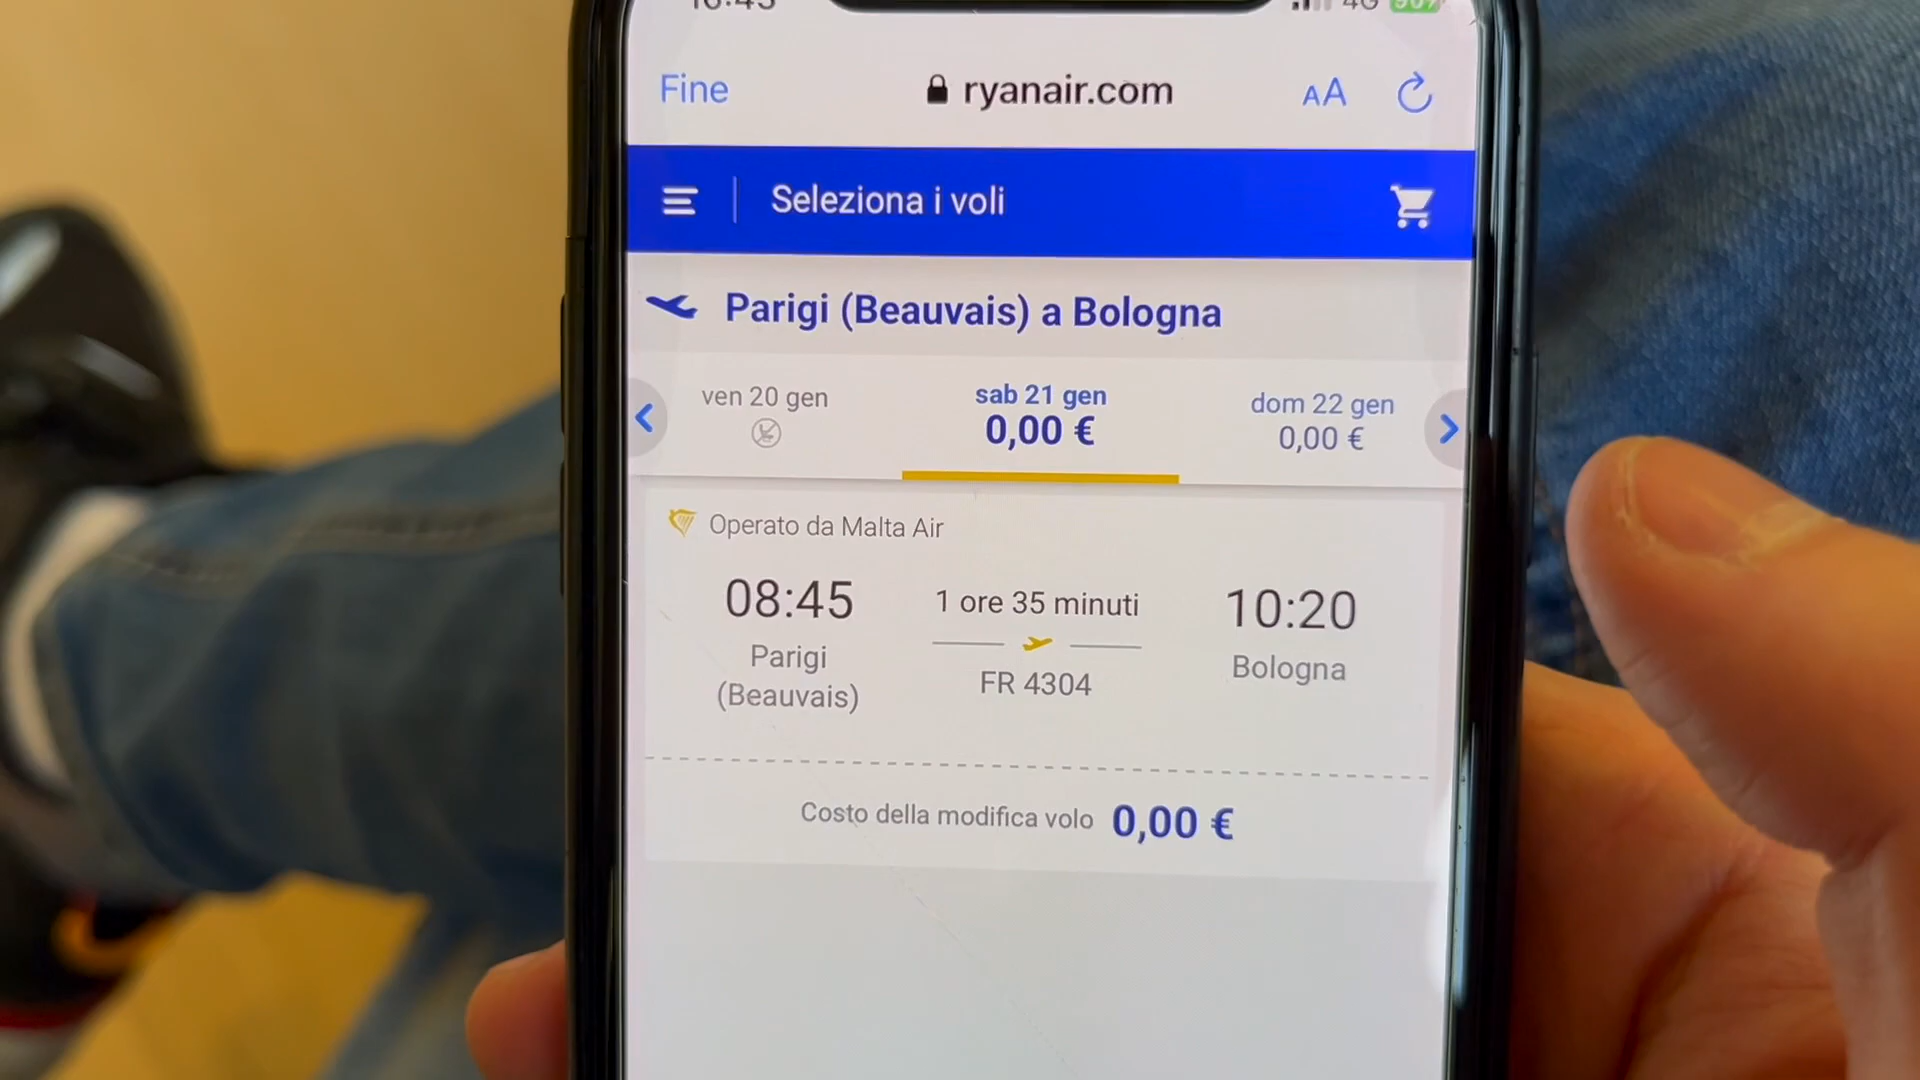 Fine
ryanair.com
AA
Seleziona i voli
Parigi (Beauvais) a Bologna
ven 20 gen
sab 21 gen
0,00 €
dom 22 gen
0,00 €
Operato da Malta Air
08:45
1 ore 35 minuti
10:20
Parigi
(Beauvais)
FR 4304
Bologna
Costo della modifica volo 0,00 €